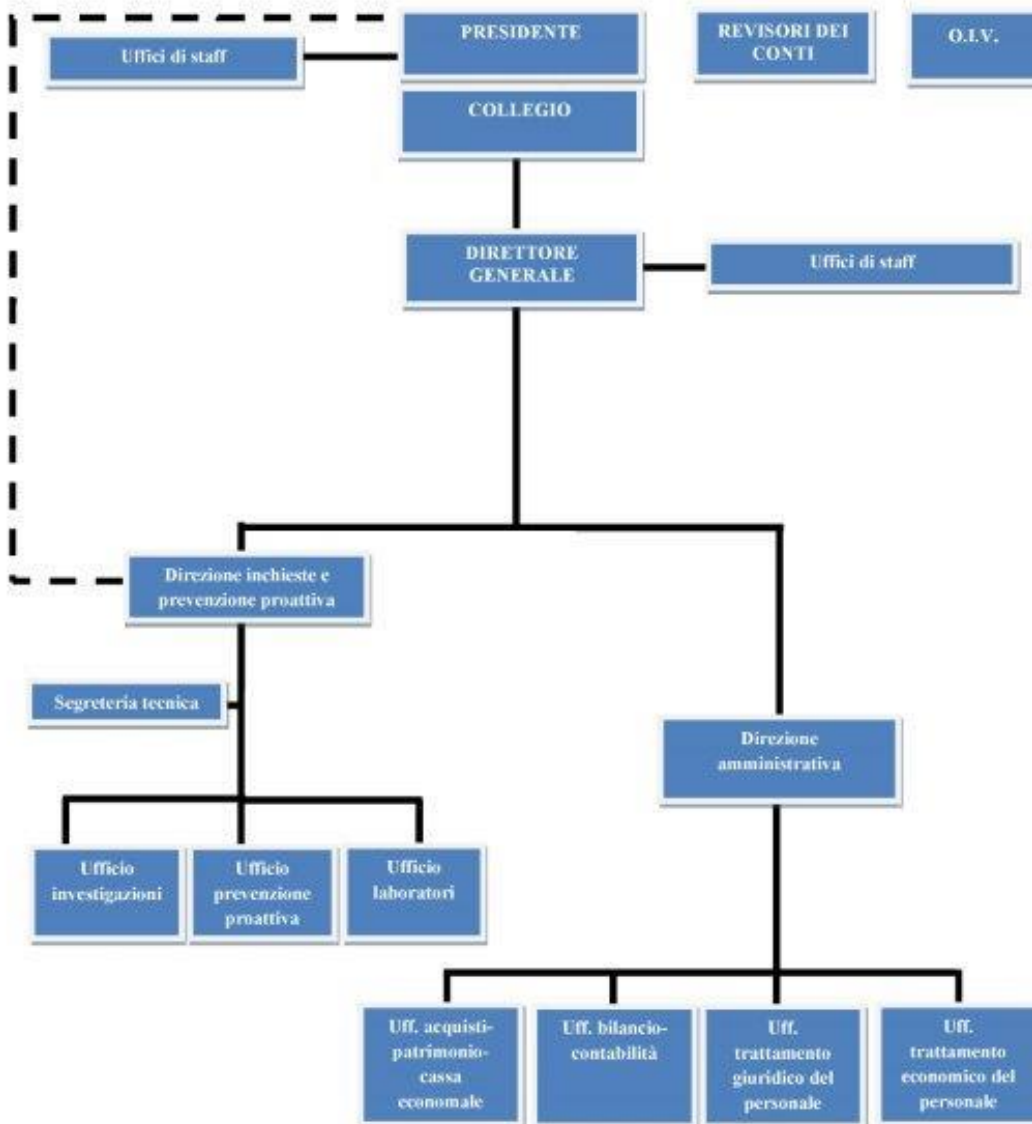 Uffici di staff
PRESIDENTE
REVISORI DEI
CONTI
O.I.V.
COLLEGIO
DIRETTORE
GENERALE
Uffici di staff
Direzione inchieste e
prevenzione proattiva
Segreteria tecnica
Direzione
amministrativa
Ufficio
investigazioni
Ufficio
prevenzione
proattiva
Ufficio
laboratori
Uff. acquisti-
patrimonio-
cassa
economale
Uff. bilancio-
contabilità
Uff.
trattamento
giuridico del
personale
Uff.
trattamento
economico del
personale